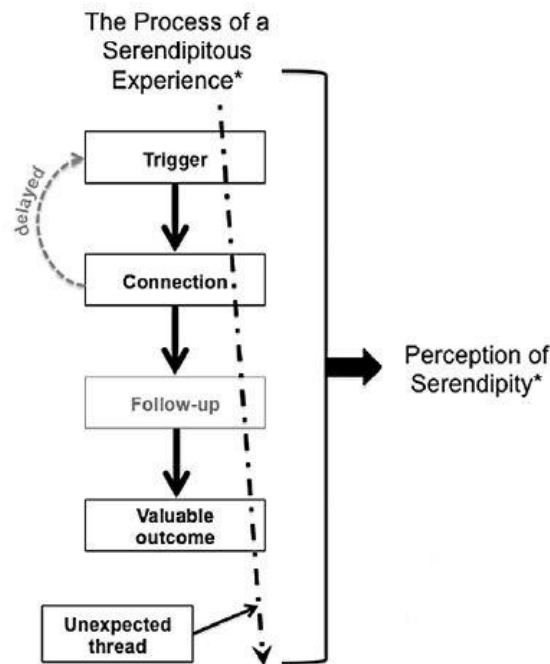 The Process of a
Serendipitous
Experience*
Trigger
delayed
Connection
Follow-up
Valuable
outcome
Unexpected
thread
Perception of
Serendipity*